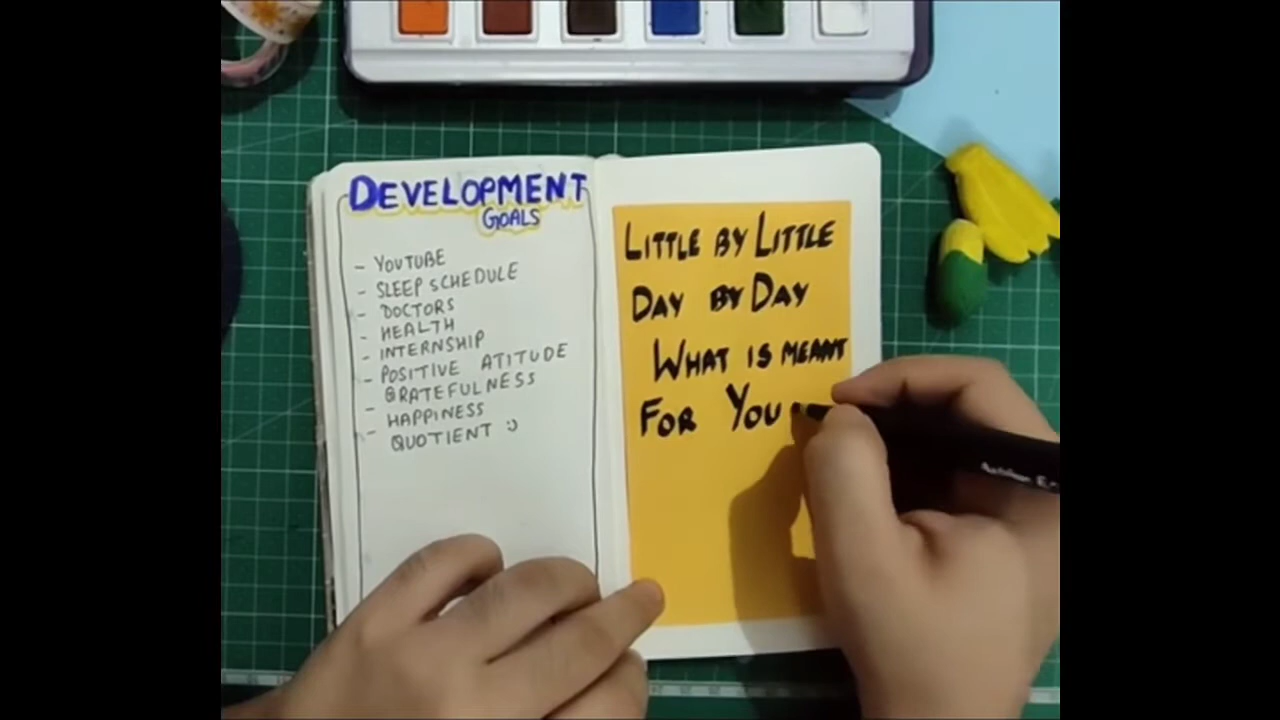 DEVELOPMENT
GOALS
- YOUTUBE
- SLEEP SCHEDULE
- DOCTORS
- HEALTH
- INTERNSHIP
- POSITIVE ATITUDE
GRATEFULNESS
- HAPPINESS
- QUOTIENT :)
LITTLE BY LITTLE
DAY BY DAY
WHAT IS MEANT
FOR YOU